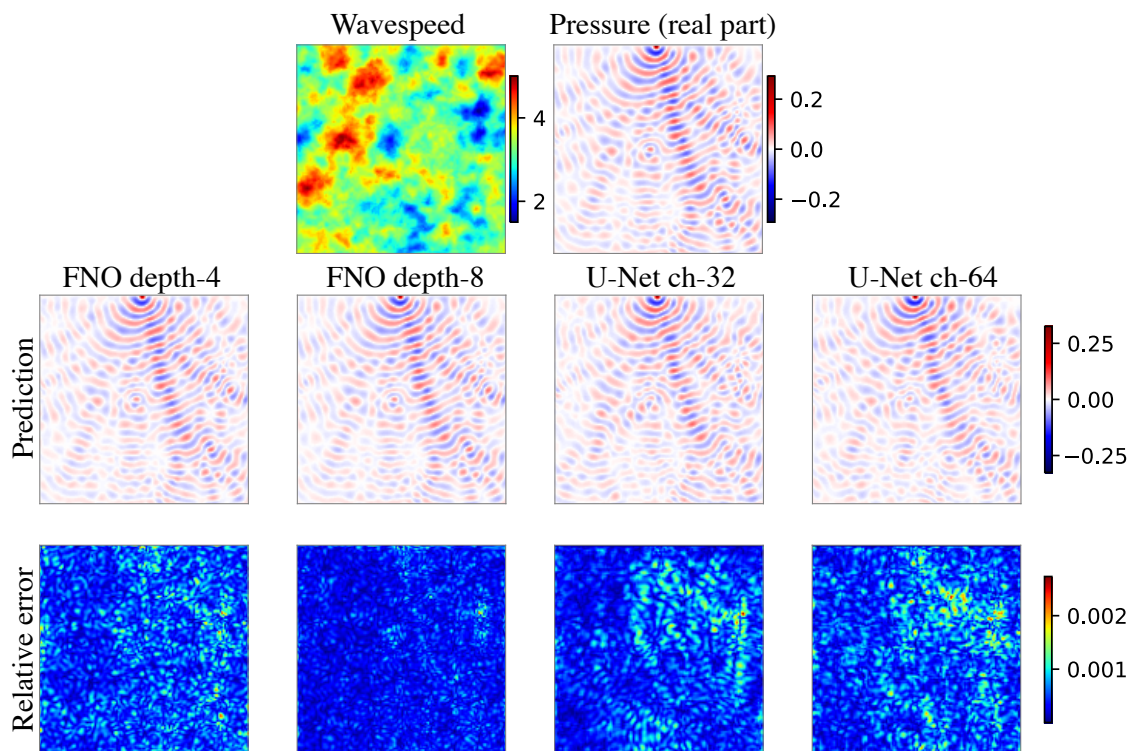 Wavespeed
Pressure (real part)
4
2
0.2
0.0
−0.2
FNO depth-4
FNO depth-8
U-Net ch-32
U-Net ch-64
Prediction
0.25
0.00
−0.25
Relative error
0.002
0.001